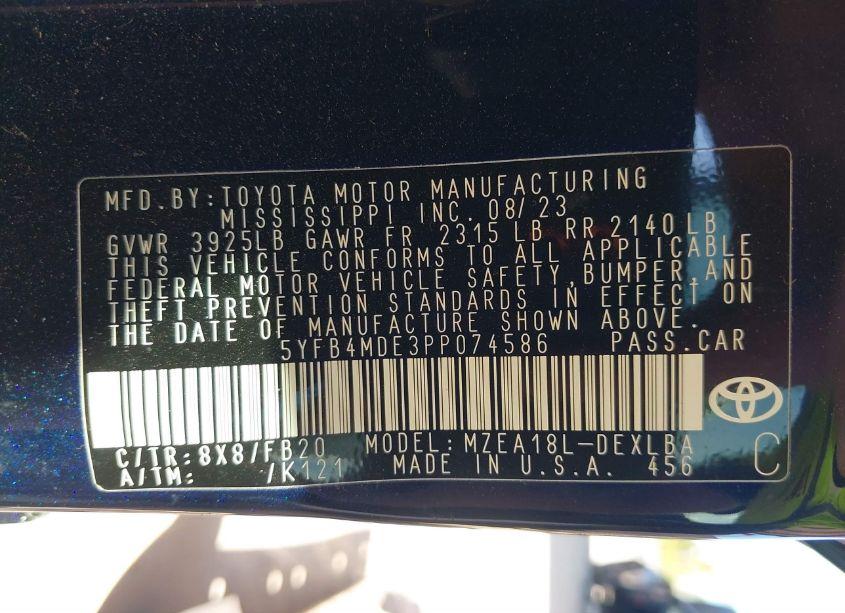 MFD.BY:TOYOTA MOTOR MANUFACTURING
MISSISSIPPI INC. 08/23
GVWR 3925LB GAWR FR 2315 LB RR 2140 LB
THIS VEHICLE CONFORMS TO ALL APPLICABLE
FEDERAL MOTOR VEHICLE SAFETY,BUMPER,AND
THEFT PREVENTION STANDARDS IN EFFECT ON
THE DATE OF MANUFACTURE SHOWN ABOVE.
5YFB4MDE3PP074586 PASS.CAR
C/TR:8X8/FB20 MODEL:MZEA18L-DEXLBA
A/TM: /K121 MADE IN U.S.A. 456 C